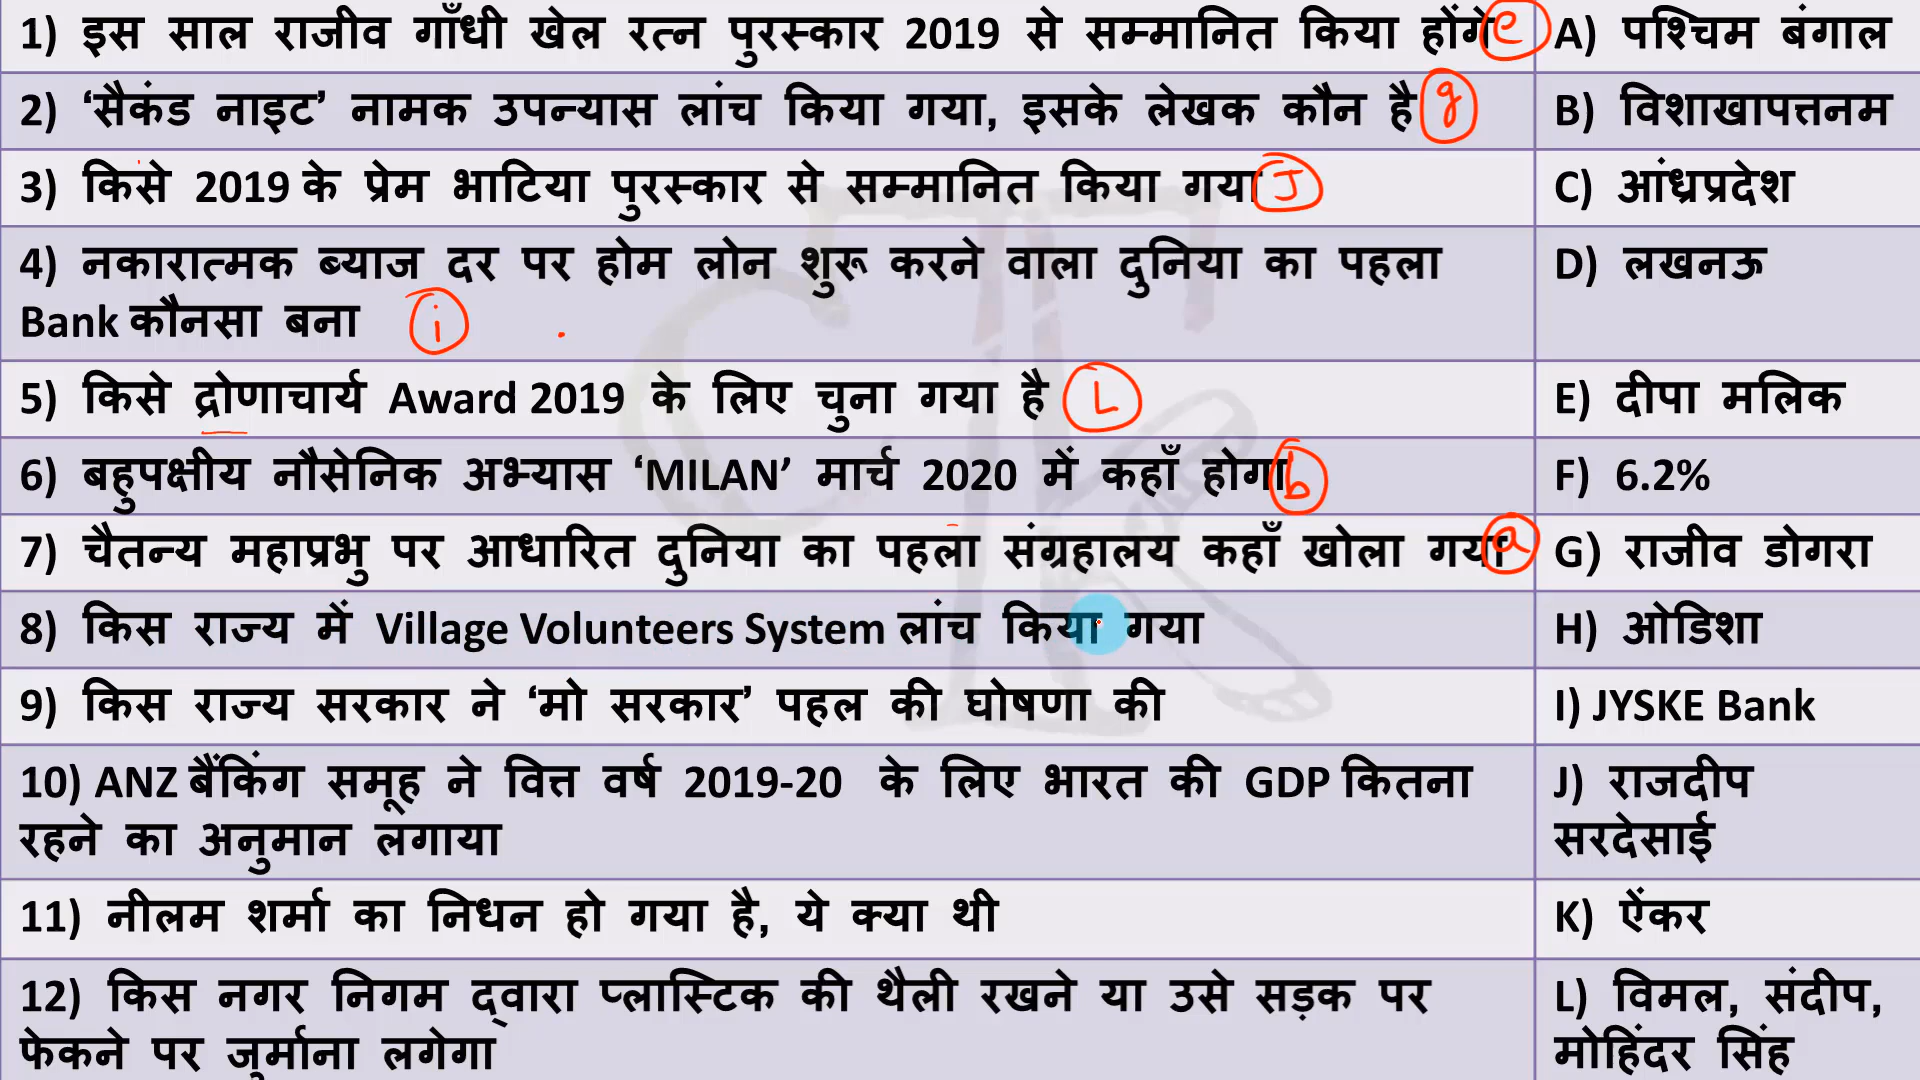 1) इस साल राजीव गाँधी खेल रत्न पुरस्कार 2019 से सम्मानित किया होंगे e A) पश्चिम बंगाल
2) ‘सैकंड नाइट’ नामक उपन्यास लांच किया गया, इसके लेखक कौन है g B) विशाखापत्तनम
3) किसे 2019 के प्रेम भाटिया पुरस्कार से सम्मानित किया गया J C) आंध्रप्रदेश
4) नकारात्मक ब्याज दर पर होम लोन शुरू करने वाला दुनिया का पहला D) लखनऊ
Bank कौनसा बना i
5) किसे द्रोणाचार्य Award 2019 के लिए चुना गया है L E) दीपा मलिक
6) बहुपक्षीय नौसेनिक अभ्यास ‘MILAN’ मार्च 2020 में कहाँ होगा b F) 6.2%
7) चैतन्य महाप्रभु पर आधारित दुनिया का पहला संग्रहालय कहाँ खोला गया a G) राजीव डोगरा
8) किस राज्य में Village Volunteers System लांच किया गया H) ओडिशा
9) किस राज्य सरकार ने ‘मो सरकार’ पहल की घोषणा की I) JYSKE Bank
10) ANZ बैंकिंग समूह ने वित्त वर्ष 2019-20 के लिए भारत की GDP कितना J) राजदीप
रहने का अनुमान लगाया सरदेसाई
11) नीलम शर्मा का निधन हो गया है, ये क्या थी K) ऐंकर
12) किस नगर निगम द्वारा प्लास्टिक की थैली रखने या उसे सड़क पर L) विमल, संदीप,
फेकने पर जुर्माना लगेगा मोहिंदर सिंह